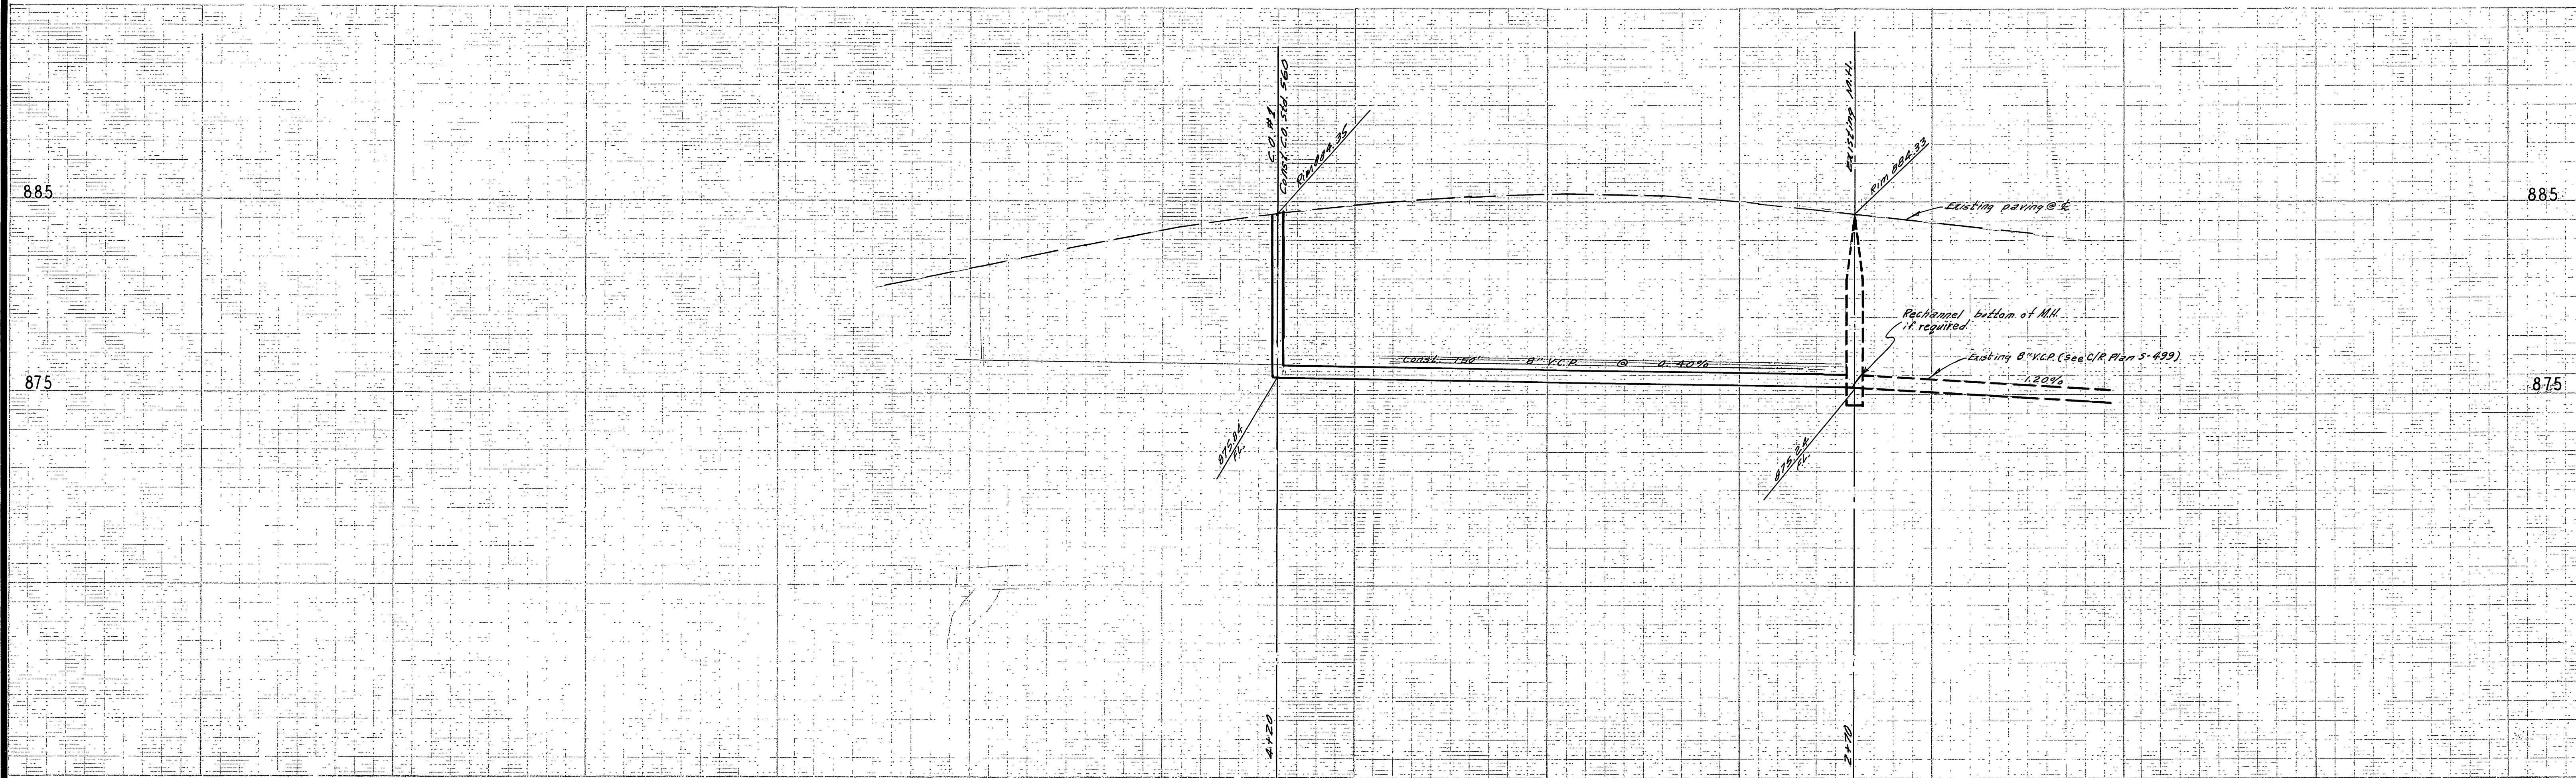 C.O. #1
Const. C.O. Std. 560
Rim 884.35
existing M.H.
Rim 884.33
885
885
Existing paving @ ℄
Rechannel bottom of M.H.
if required
Existing 8" V.C.P. (see C/R Plan S-499)
1.20%
Const. 150' 8" V.C.P. @ 0.40%
875
875
875.84
F.L.
875.24
F.L.
4+20
2+70